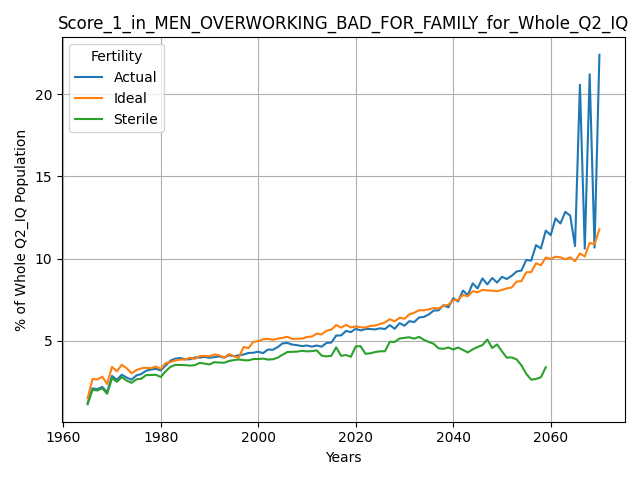 Score_1_in_MEN_OVERWORKING_BAD_FOR_FAMILY_for_Whole_Q2_IQ
Fertility
Actual
Ideal
Sterile
% of Whole Q2_IQ Population
20
15
10
5
1960
1980
2000
2020
2040
2060
Years